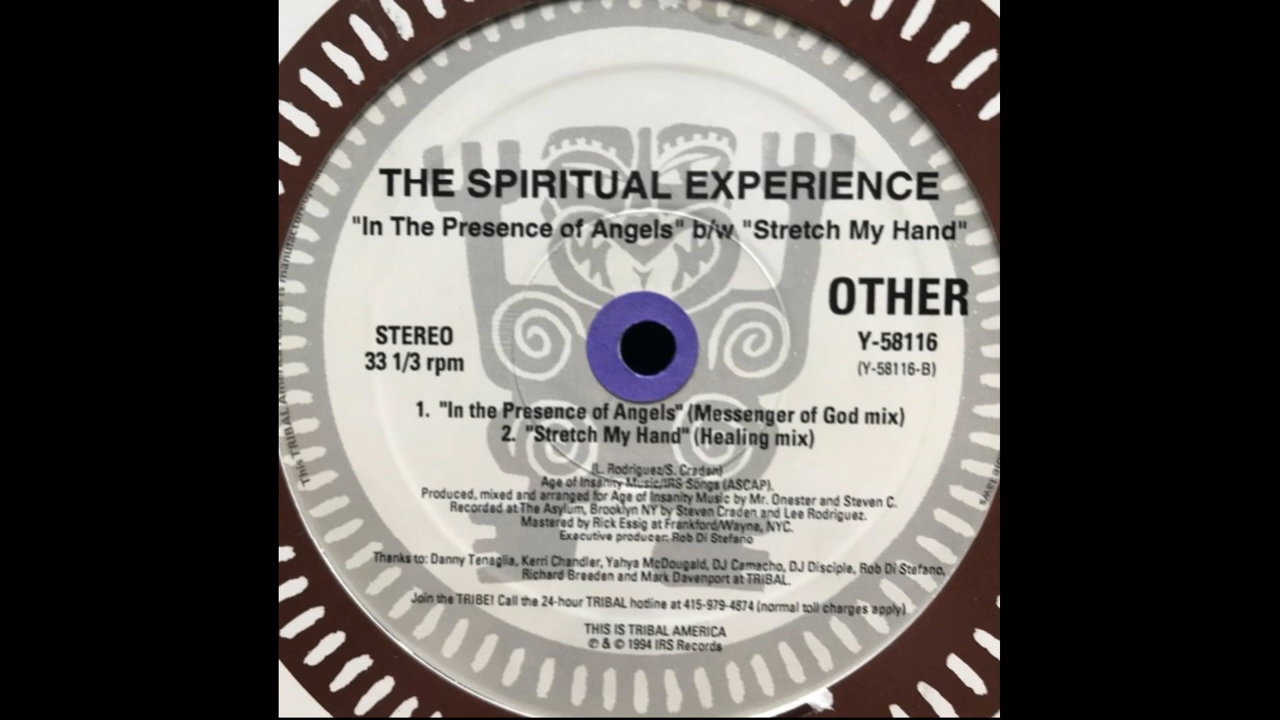 THE SPIRITUAL EXPERIENCE
"In The Presence of Angels" b/w "Stretch My Hand"
OTHER
STEREO
33 1/3 rpm
Y-58116
(Y-58116-B)
1. "In the Presence of Angels" (Messenger of God mix)
2. "Stretch My Hand" (Healing mix)
(L. Rodriguez/S. Craden)
Age of Insanity Music/IRS Songs (ASCAP).
Produced, mixed and arranged for Age of Insanity Music by Mr. Onester and Steven C.
Recorded at The Asylum, Brooklyn NY by Steven Craden and Lee Rodriguez.
Mastered by Rick Essig at Frankford/Wayne, NYC.
Executive producer: Rob Di Stefano
Thanks to: Danny Tenaglia, Kerri Chandler, Yahya McDougald, DJ Camacho, DJ Disciple, Rob Di Stefano,
Richard Breeden and Mark Davenport at TRIBAL.
Join the TRIBE! Call the 24-hour TRIBAL hotline at 415-979-4874 (normal toll charges apply)
THIS IS TRIBAL AMERICA
℗ & © 1994 IRS Records
This TRIBAL
is manufactured
laws